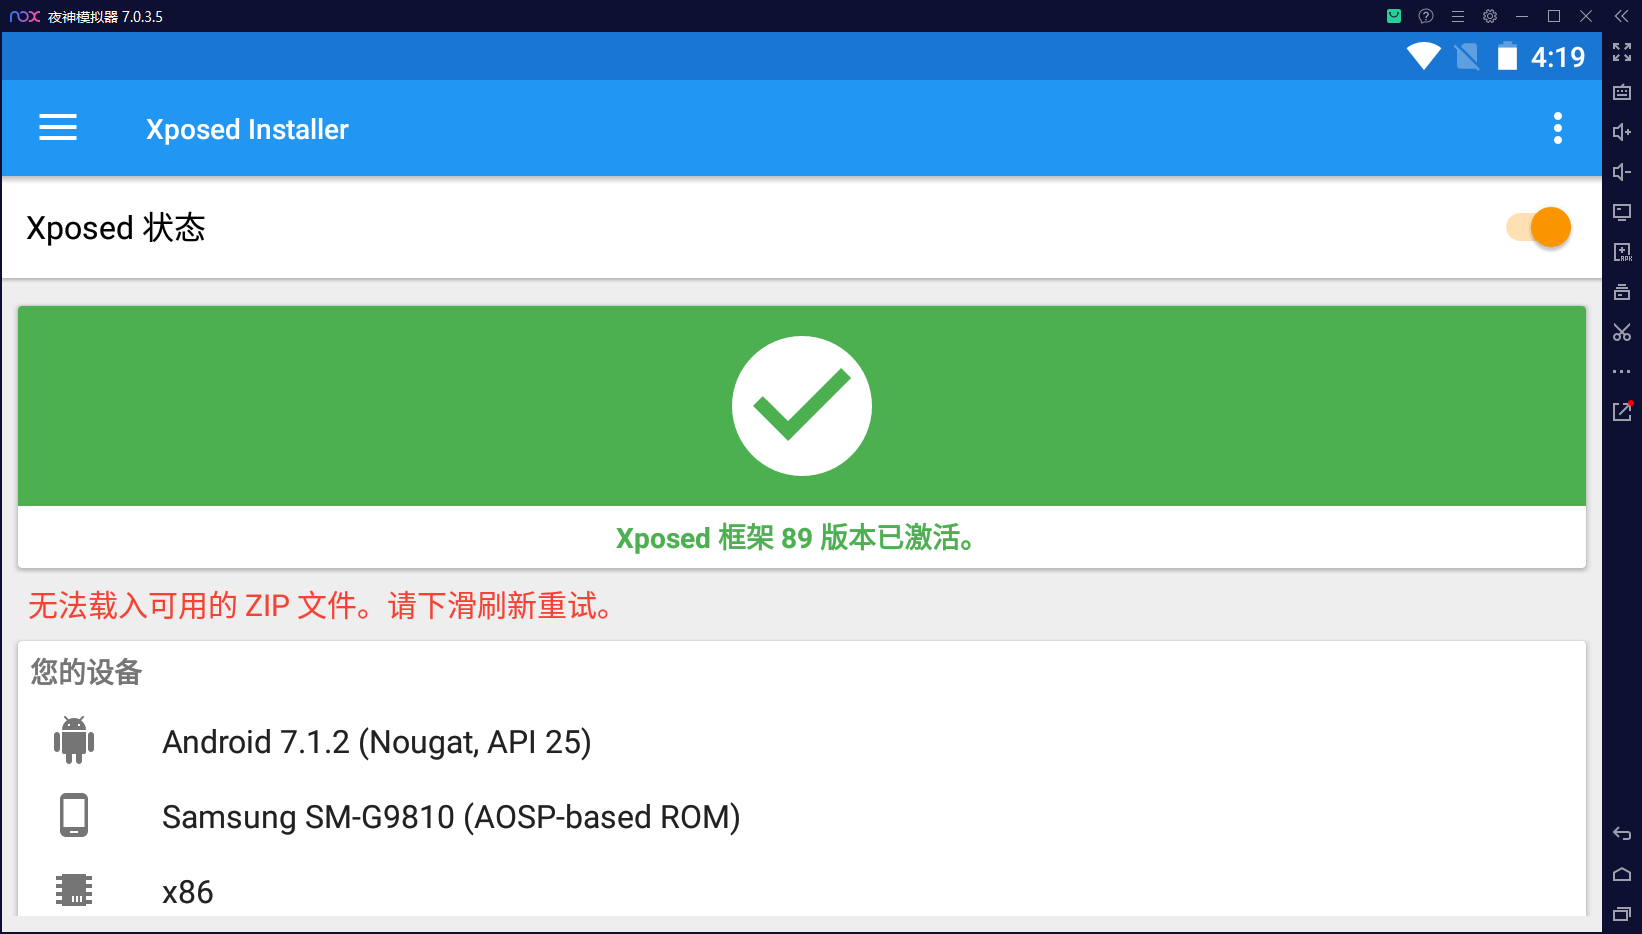 nox 夜神模拟器 7.0.3.5
4:19
Xposed Installer
Xposed 状态
Xposed 框架 89 版本已激活。
无法载入可用的 ZIP 文件。请下滑刷新重试。
您的设备
Android 7.1.2 (Nougat, API 25)
Samsung SM-G9810 (AOSP-based ROM)
x86
APK